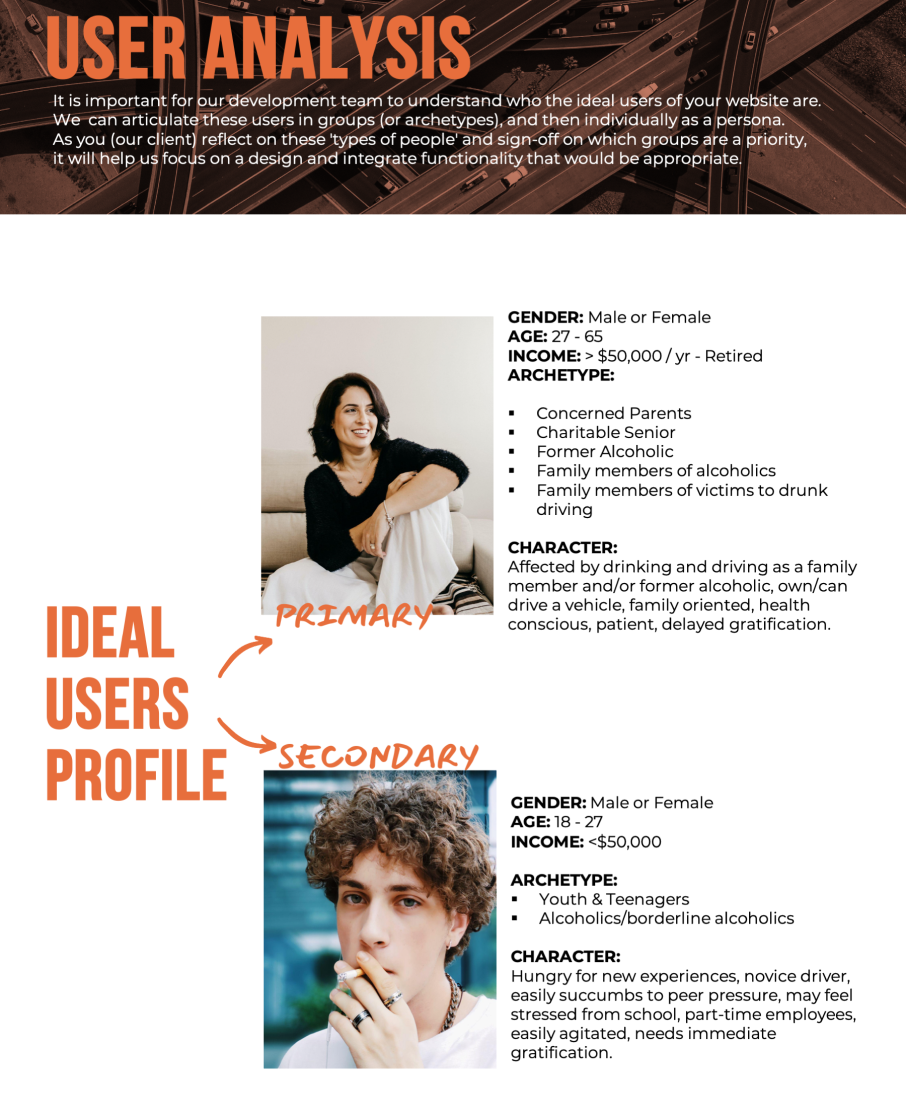 USER ANALYSIS
It is important for our development team to understand who the ideal users of your website are.
We can articulate these users in groups (or archetypes), and then individually as a persona.
As you (our client) reflect on these 'types of people' and sign-off on which groups are a priority,
it will help us focus on a design and integrate functionality that would be appropriate.
GENDER: Male or Female
AGE: 27 - 65
INCOME: > $50,000 / yr - Retired
ARCHETYPE:
▪ Concerned Parents
▪ Charitable Senior
▪ Former Alcoholic
▪ Family members of alcoholics
▪ Family members of victims to drunk
driving
CHARACTER:
Affected by drinking and driving as a family
member and/or former alcoholic, own/can
drive a vehicle, family oriented, health
conscious, patient, delayed gratification.
PRIMARY
IDEAL
USERS
PROFILE
SECONDARY
GENDER: Male or Female
AGE: 18 - 27
INCOME: <$50,000
ARCHETYPE:
▪ Youth & Teenagers
▪ Alcoholics/borderline alcoholics
CHARACTER:
Hungry for new experiences, novice driver,
easily succumbs to peer pressure, may feel
stressed from school, part-time employees,
easily agitated, needs immediate
gratification.